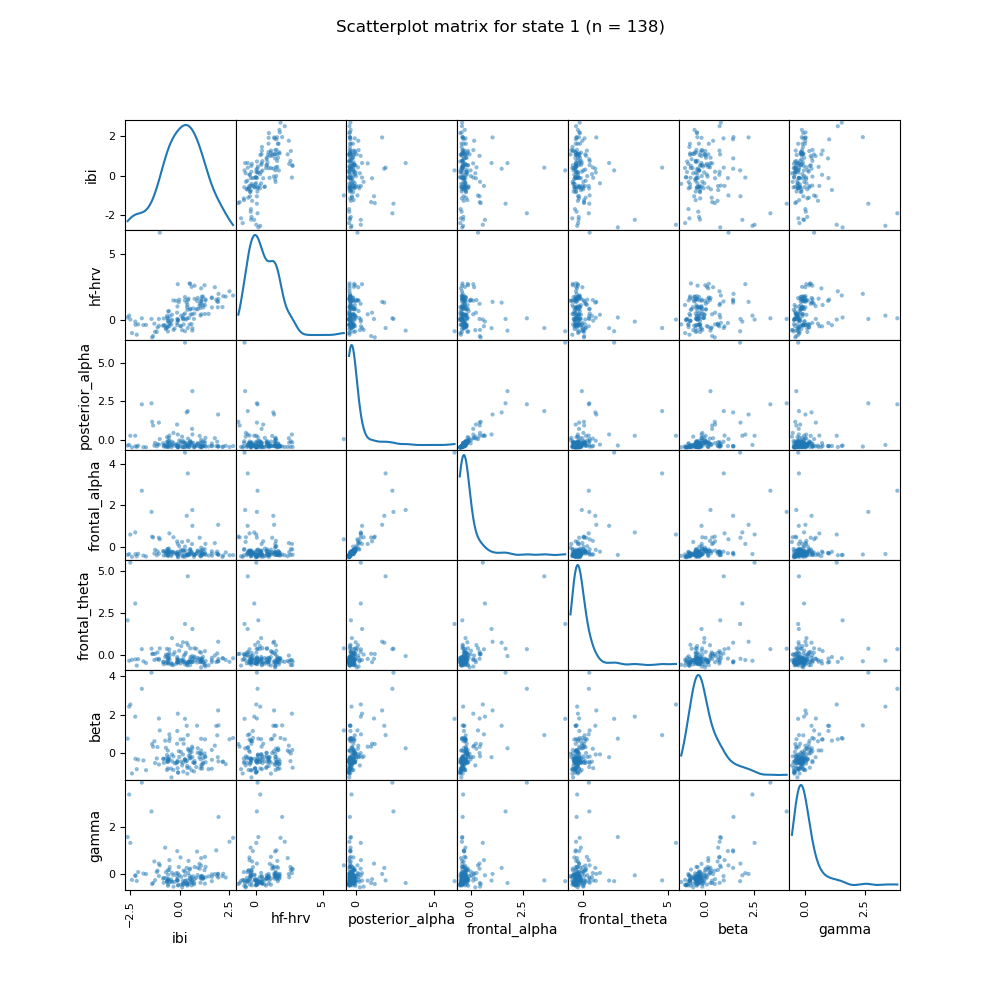 Scatterplot matrix for state 1 (n = 138)
ibi
2
0
-2
hf-hrv
5
0
posterior_alpha
5.0
2.5
0.0
frontal_alpha
4
2
0
frontal_theta
5.0
2.5
0.0
beta
4
2
0
gamma
2
0
−2.5 0.0 2.5 0 5 0 5 0.0 2.5 0 5 0.0 2.5 0.0 2.5
ibi hf-hrv posterior_alpha frontal_alpha frontal_theta beta gamma